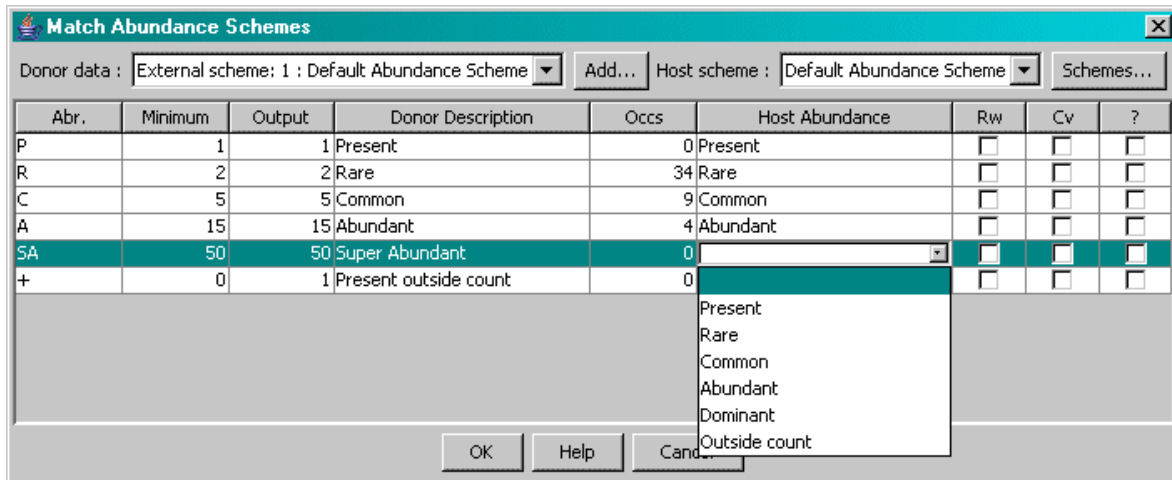 Match Abundance Schemes
Donor data : External scheme: 1 : Default Abundance Scheme Add... Host scheme : Default Abundance Scheme Schemes...
Abr. Minimum Output Donor Description Occs Host Abundance Rw Cv ?
P 1 1 Present 0 Present
R 2 2 Rare 34 Rare
C 5 5 Common 9 Common
A 15 15 Abundant 4 Abundant
SA 50 50 Super Abundant 0
+ 0 1 Present outside count 0
Present
Rare
Common
Abundant
Dominant
Outside count
OK Help